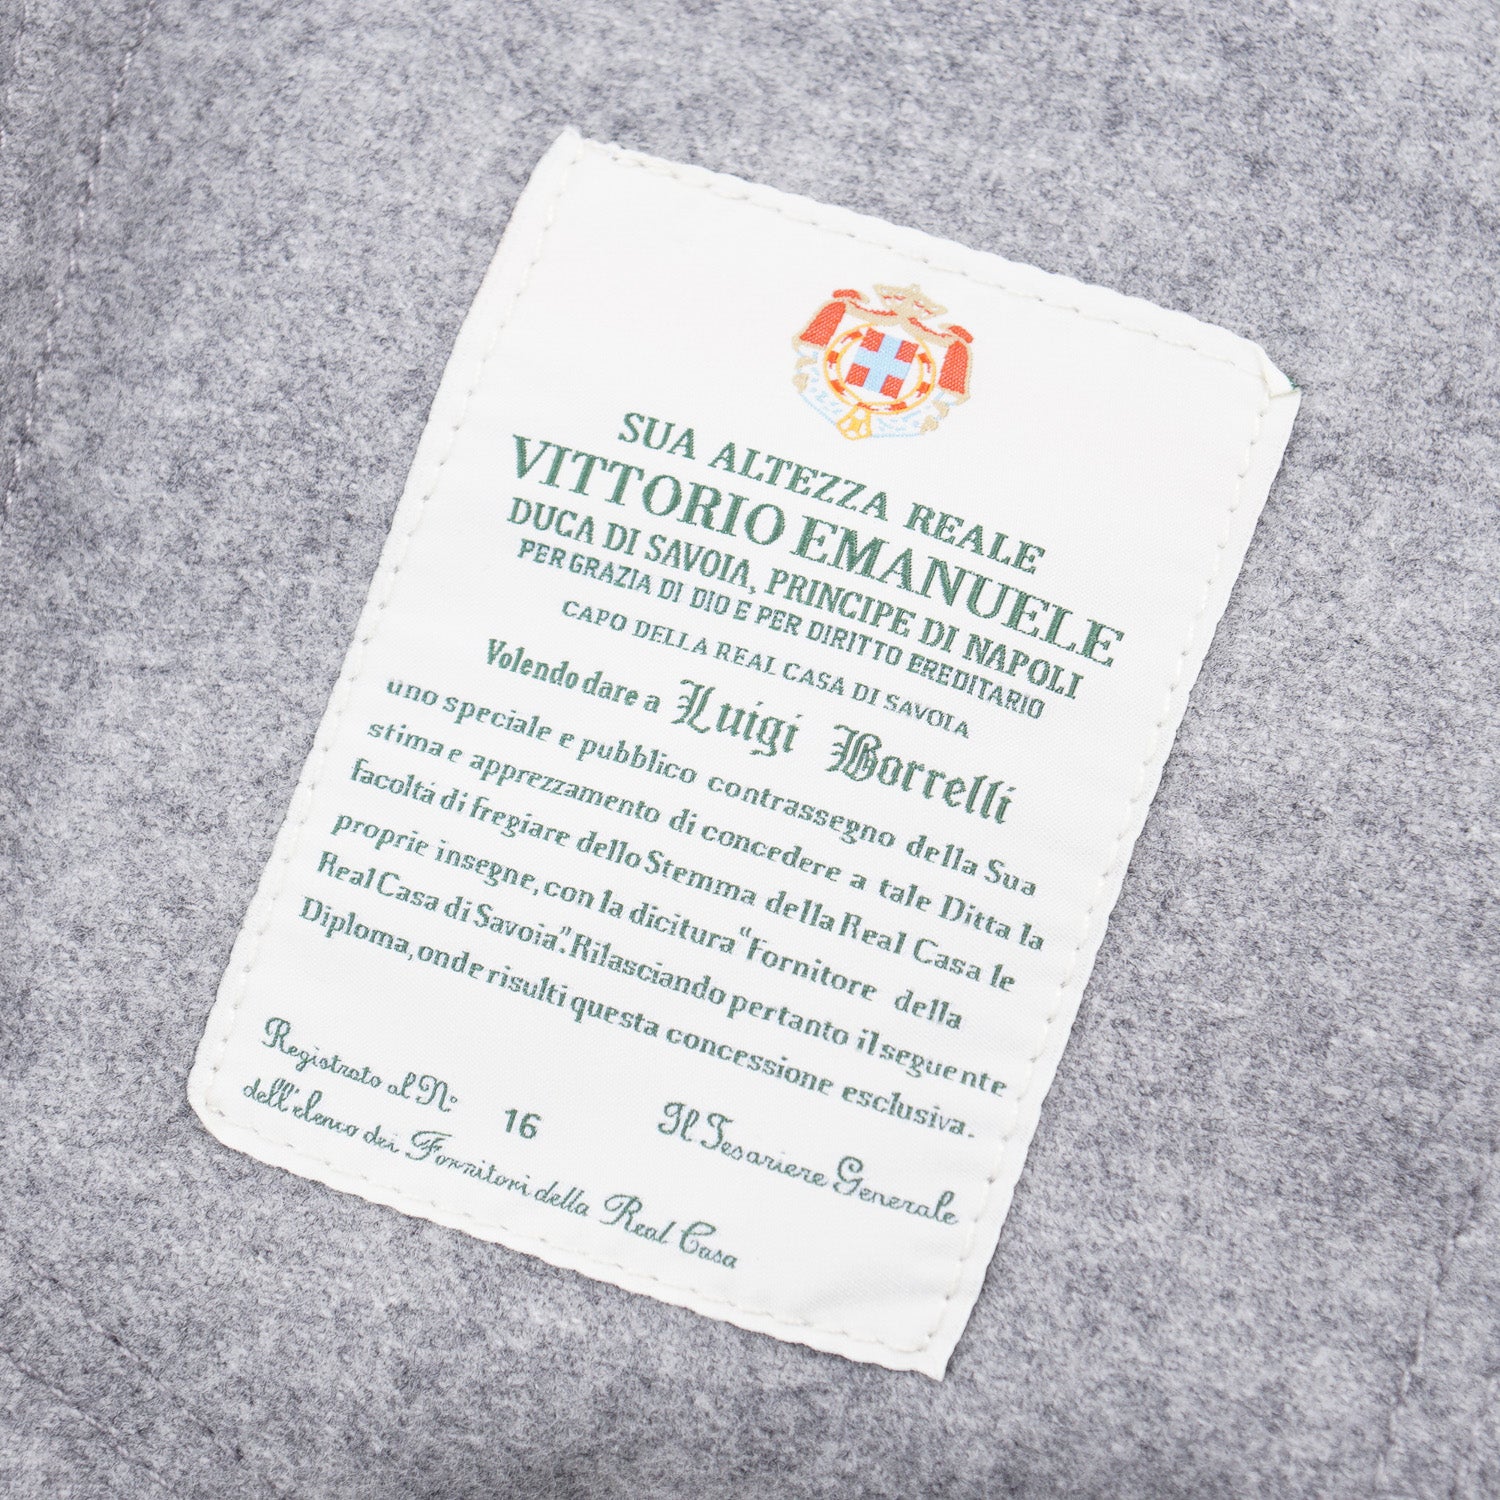 SUA ALTEZZA REALE
VITTORIO EMANUELE
DUCA DI SAVOIA, PRINCIPE DI NAPOLI
PER GRAZIA DI DIO E PER DIRITTO EREDITARIO
CAPO DELLA REAL CASA DI SAVOIA
Volendo dare a Luigi Borrelli
uno speciale e pubblico contrassegno della Sua
stima e apprezzamento di concedere a tale Ditta la
facoltà di fregiare dello Stemma della Real Casa le
proprie insegne, con la dicitura "Fornitore della
Real Casa di Savoia". Rilasciando pertanto il seguente
Diploma, onde risulti questa concessione esclusiva.
Registrato al N° 16 Il Tesoriere Generale
dell'elenco dei Fornitori della Real Casa